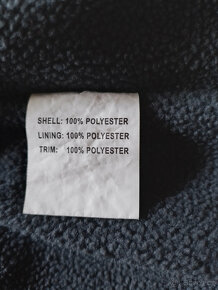 SHELL: 100% POLYESTER
LINING: 100% POLYESTER
TRIM: 100% POLYESTER